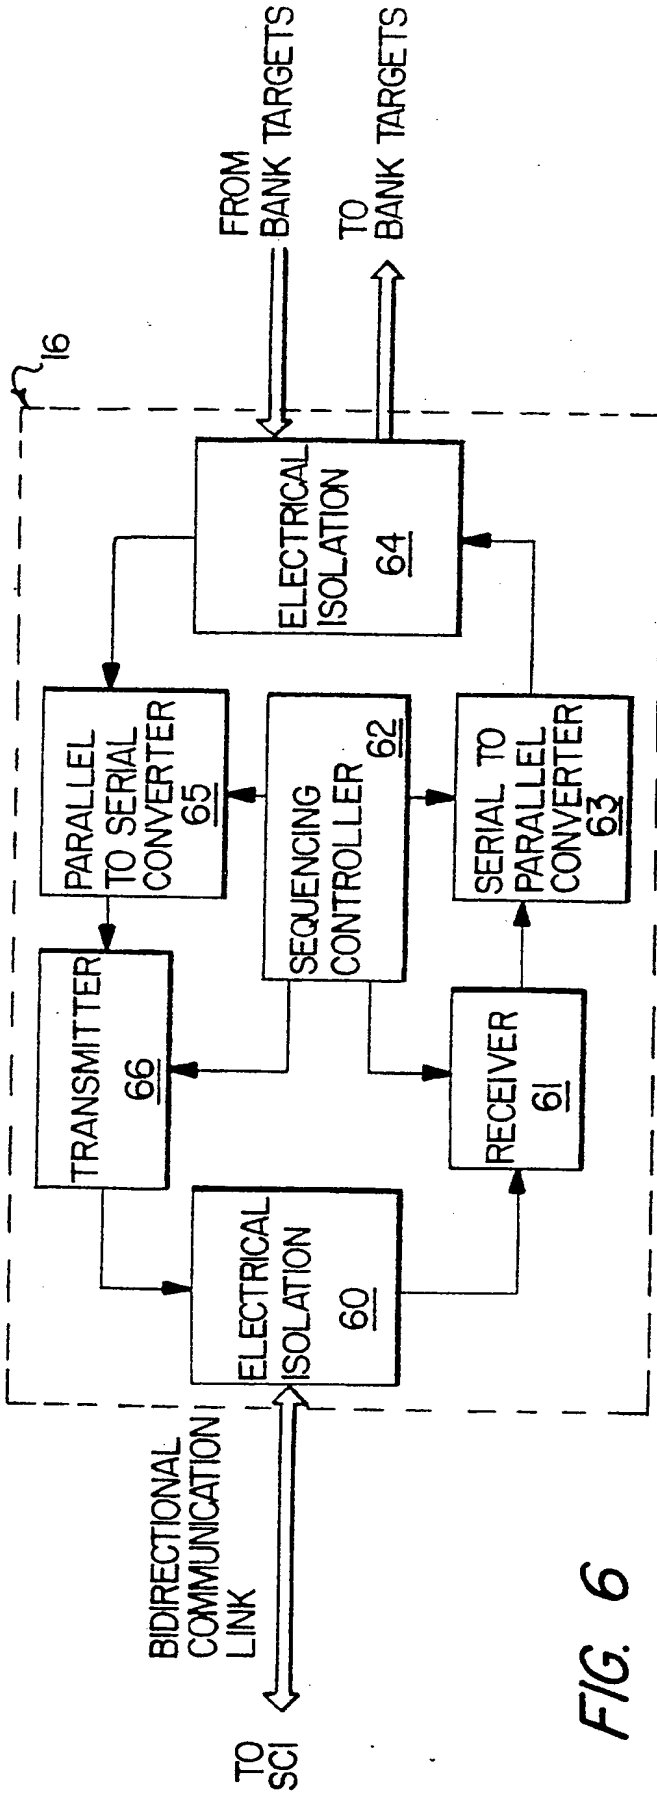 16
FROM
BANK TARGETS
TO
BANK TARGETS
BIDIRECTIONAL
COMMUNICATION
LINK
TO
SCI
TRANSMITTER
66
PARALLEL
TO SERIAL
CONVERTER
65
ELECTRICAL
ISOLATION
60
SEQUENCING
CONTROLLER
62
ELECTRICAL
ISOLATION
64
RECEIVER
61
SERIAL TO
PARALLEL
CONVERTER
63
FIG. 6